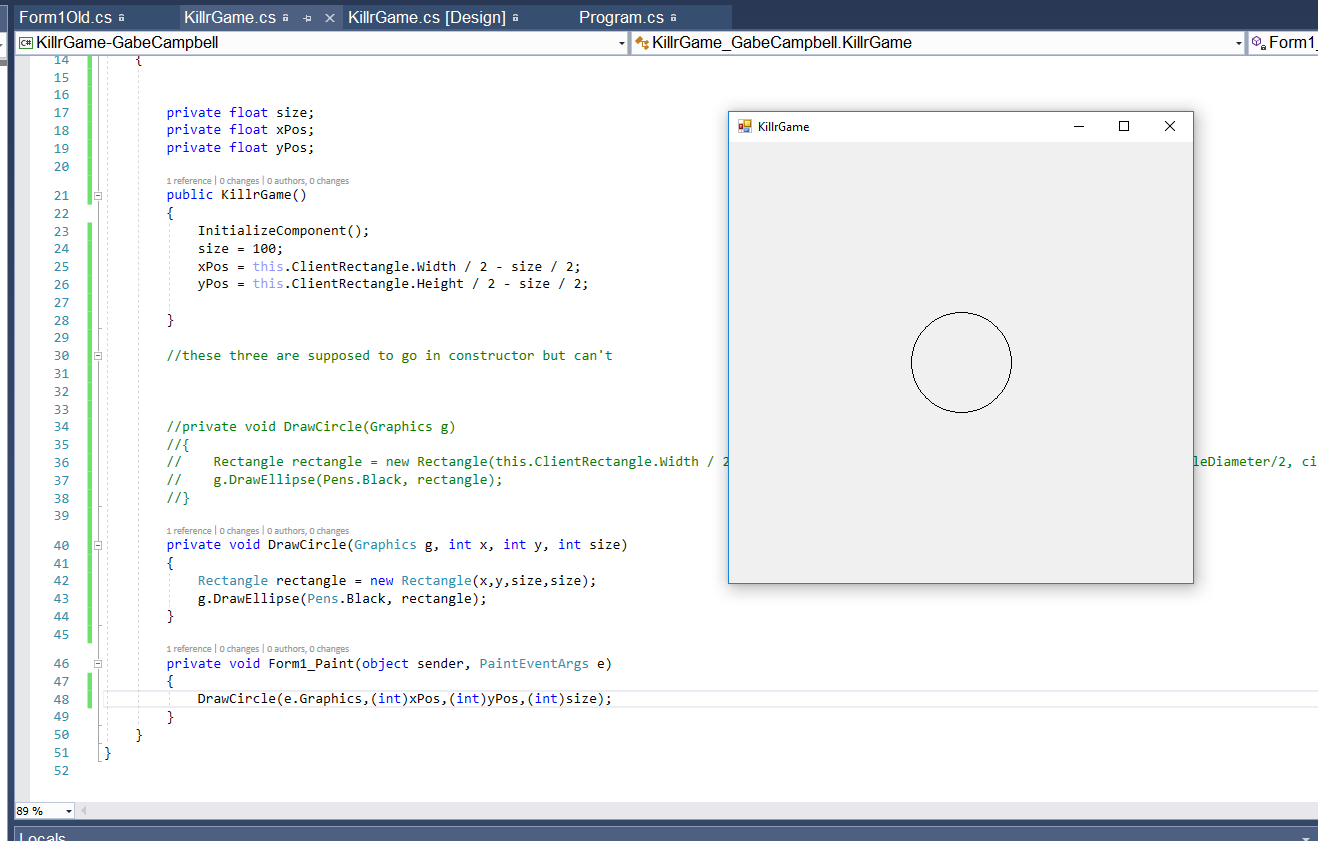 Form1Old.cs KillrGame.cs KillrGame.cs [Design] Program.cs
C# KillrGame-GabeCampbell KillrGame_GabeCampbell.KillrGame Form1_
14 {
15
16
17 private float size;
18 private float xPos;
19 private float yPos;
20
1 reference | 0 changes | 0 authors, 0 changes
21 public KillrGame()
22 {
23 InitializeComponent();
24 size = 100;
25 xPos = this.ClientRectangle.Width / 2 - size / 2;
26 yPos = this.ClientRectangle.Height / 2 - size / 2;
27
28 }
29
30 //these three are supposed to go in constructor but can't
31
32
33
34 //private void DrawCircle(Graphics g)
35 //{
36 // Rectangle rectangle = new Rectangle(this.ClientRectangle.Width / 2 leDiameter/2, ci
37 // g.DrawEllipse(Pens.Black, rectangle);
38 //}
39
1 reference | 0 changes | 0 authors, 0 changes
40 private void DrawCircle(Graphics g, int x, int y, int size)
41 {
42 Rectangle rectangle = new Rectangle(x,y,size,size);
43 g.DrawEllipse(Pens.Black, rectangle);
44 }
45
1 reference | 0 changes | 0 authors, 0 changes
46 private void Form1_Paint(object sender, PaintEventArgs e)
47 {
48 DrawCircle(e.Graphics,(int)xPos,(int)yPos,(int)size);
49 }
50 }
51 }
52
89 %
Locals
KillrGame